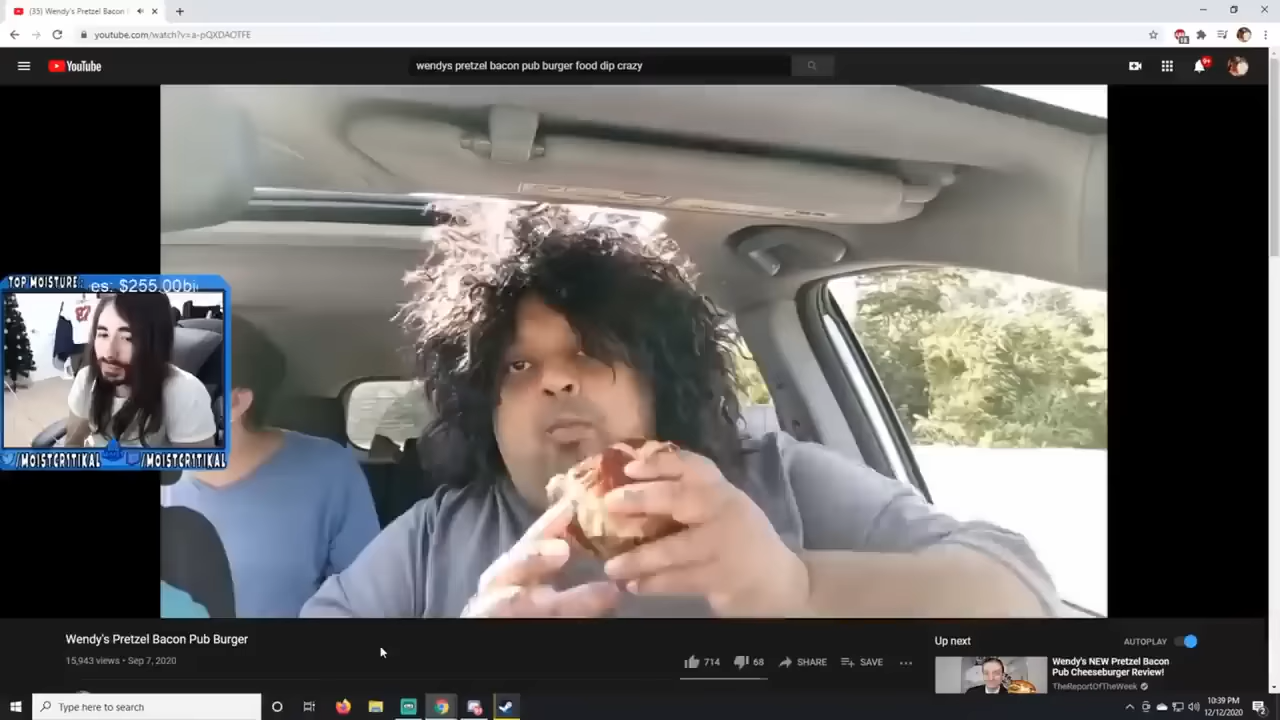 (35) Wendy's Pretzel Bacon
youtube.com/watch?v=a-pQXDAOTFE
YouTube
wendys pretzel bacon pub burger food dip crazy
9+
TOP MOISTURE:
es: $255.00
/MOISTCR1TIKAL
/MOISTCR1TIKAL
Wendy's Pretzel Bacon Pub Burger
15,943 views • Sep 7, 2020
714
68
SHARE
SAVE
Up next
AUTOPLAY
Wendy's NEW Pretzel Bacon
Pub Cheeseburger Review!
TheReportOfTheWeek
Type here to search
10:39 PM
12/12/2020
2